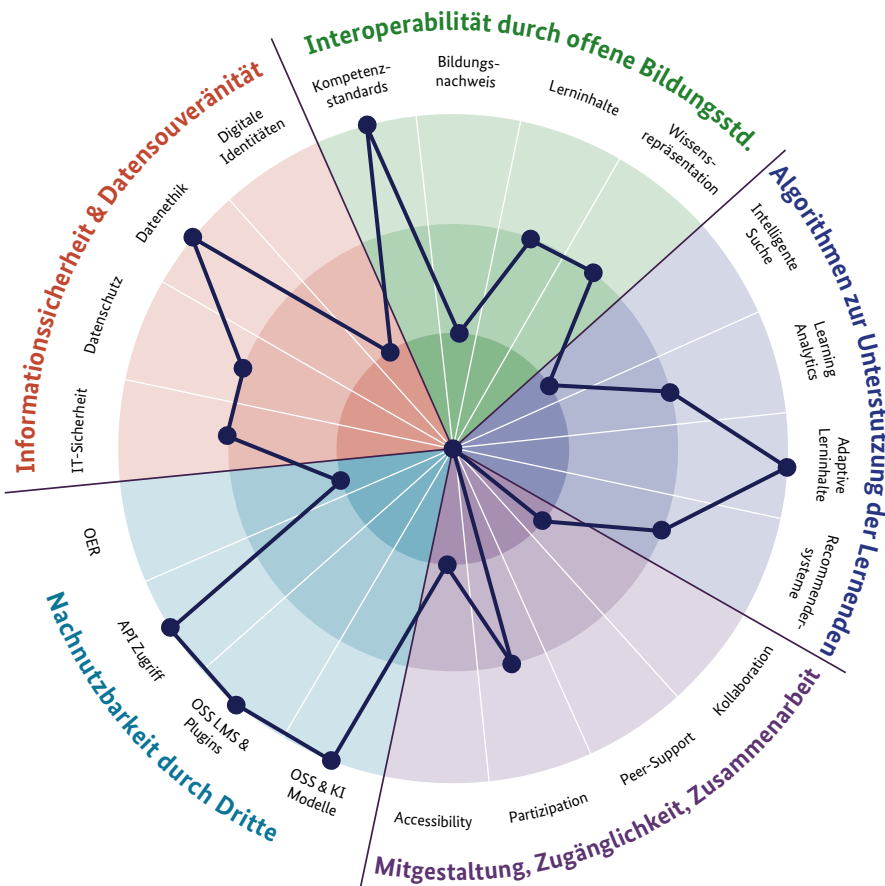 Interoperabilität durch offene Bildungsstd.
Kompetenz-
standards
Bildungs-
nachweis
Lerninhalte
Wissens-
repräsentation
Algorithmen zur Unterstützung der Lernenden
Intelligente
Suche
Learning
Analytics
Adaptive
Lerninhalte
Recommender-
systeme
Mitgestaltung, Zugänglichkeit, Zusammenarbeit
Kollaboration
Peer-Support
Partizipation
Accessibility
Nachnutzbarkeit durch Dritte
OSS & KI
Modelle
OSS LMS &
Plugins
API Zugriff
OER
Informationssicherheit & Datensouveränität
IT-Sicherheit
Datenschutz
Datenethik
Digitale
Identitäten